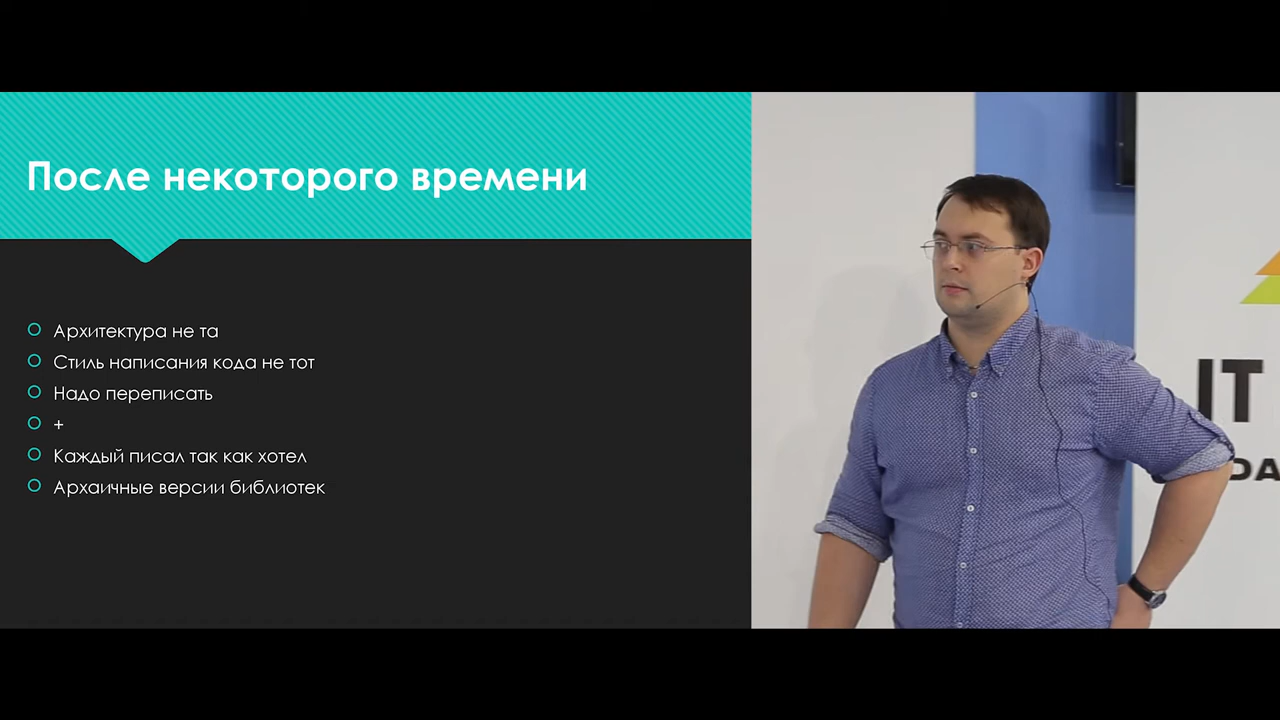 После некоторого времени
Архитектура не та
Стиль написания кода не тот
Надо переписать
+
Каждый писал так как хотел
Архаичные версии библиотек
IT
DA